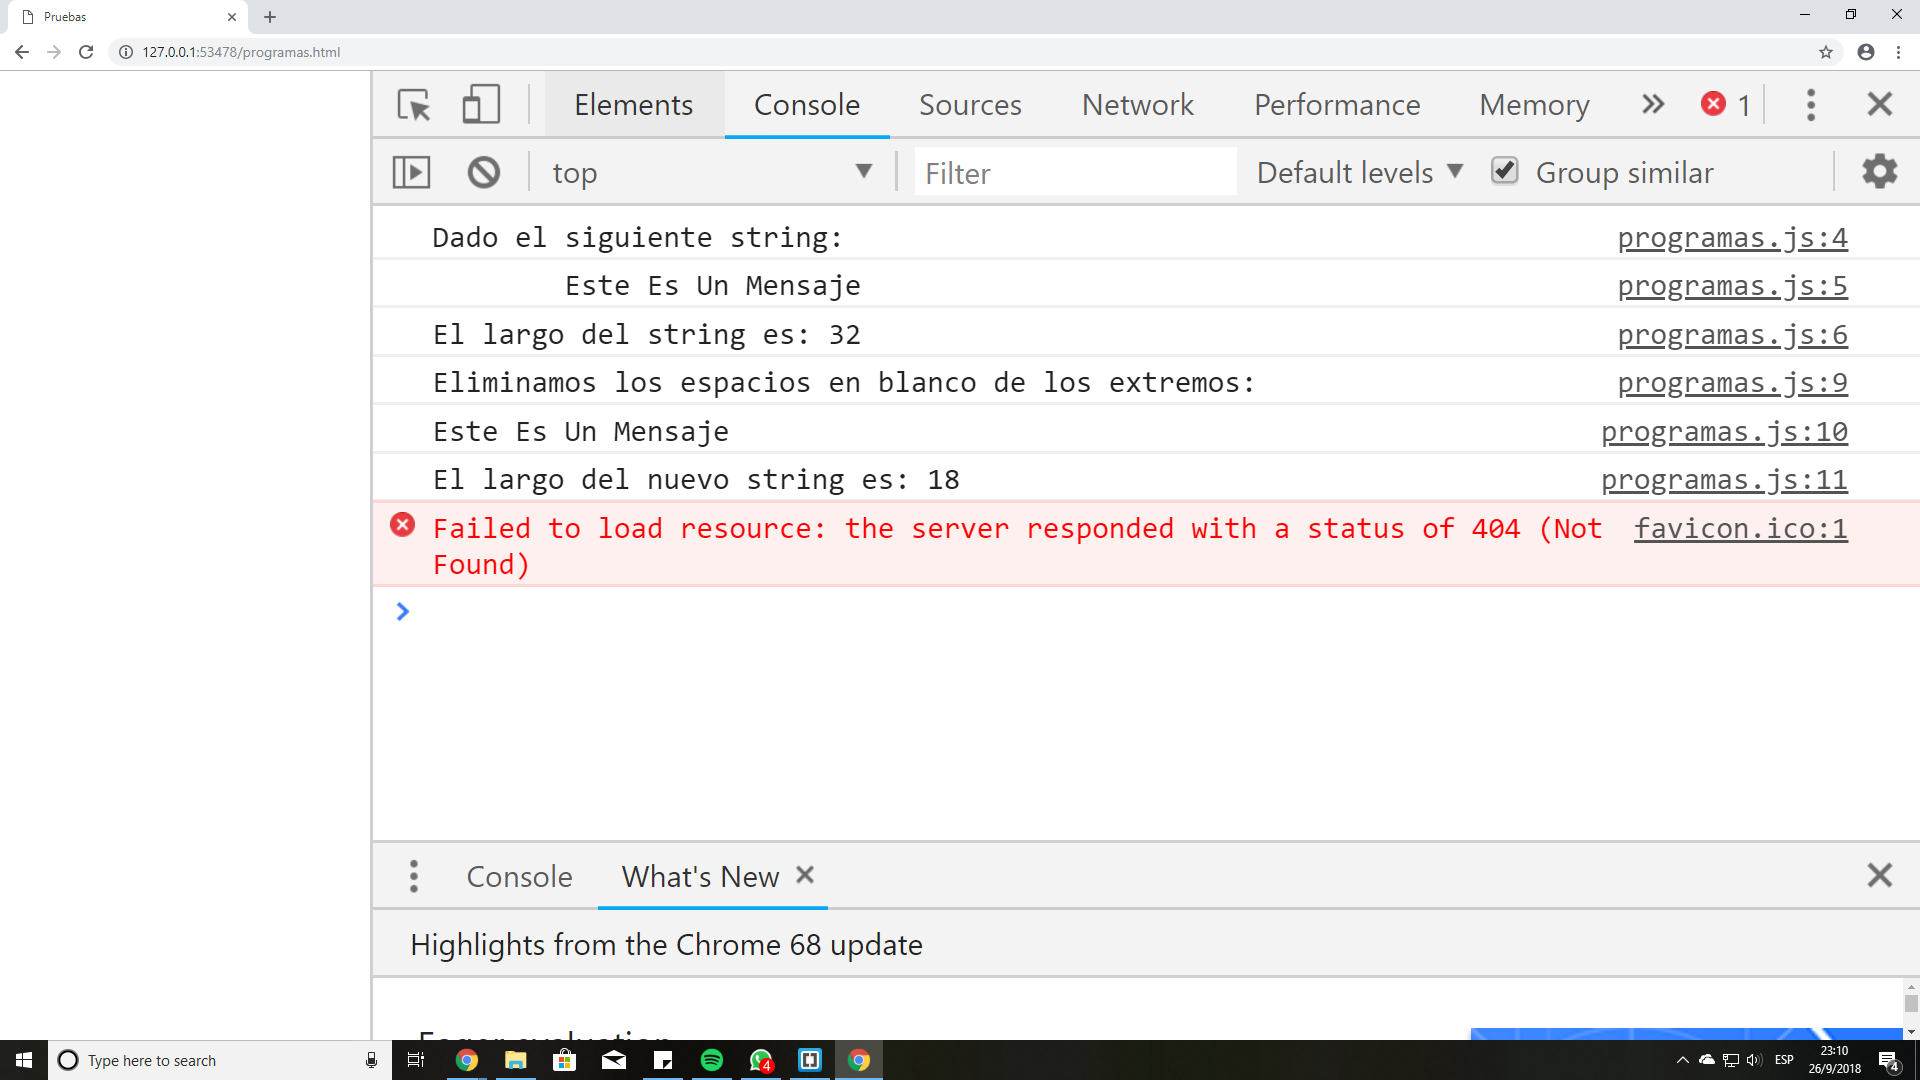 Pruebas
127.0.0.1:53478/programas.html
Elements Console Sources Network Performance Memory 1
top Filter Default levels Group similar
Dado el siguiente string: programas.js:4
Este Es Un Mensaje programas.js:5
El largo del string es: 32 programas.js:6
Eliminamos los espacios en blanco de los extremos: programas.js:9
Este Es Un Mensaje programas.js:10
El largo del nuevo string es: 18 programas.js:11
Failed to load resource: the server responded with a status of 404 (Not favicon.ico:1
Found)
Console What's New
Highlights from the Chrome 68 update
Eager evaluation
Type here to search 4 ESP 23:10 4
26/9/2018